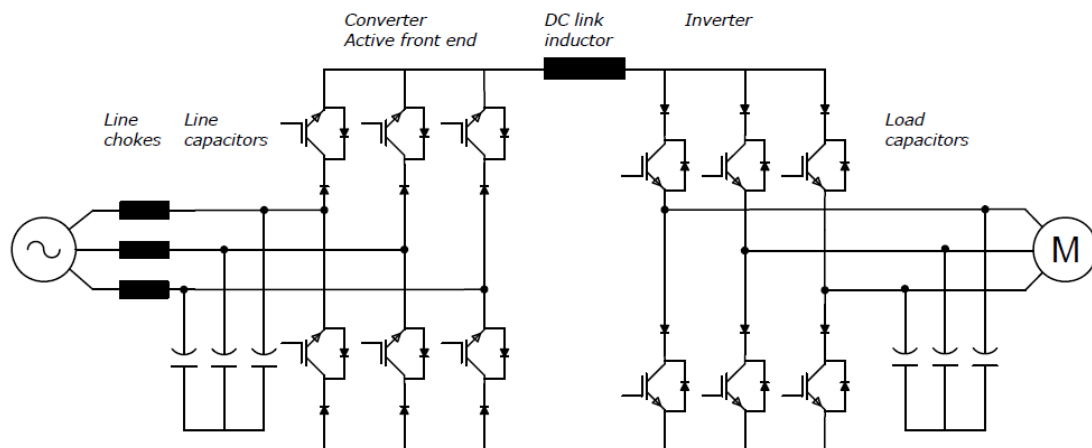 Converter
Active front end
DC link
inductor
Inverter
Line
chokes
Line
capacitors
Load
capacitors
M